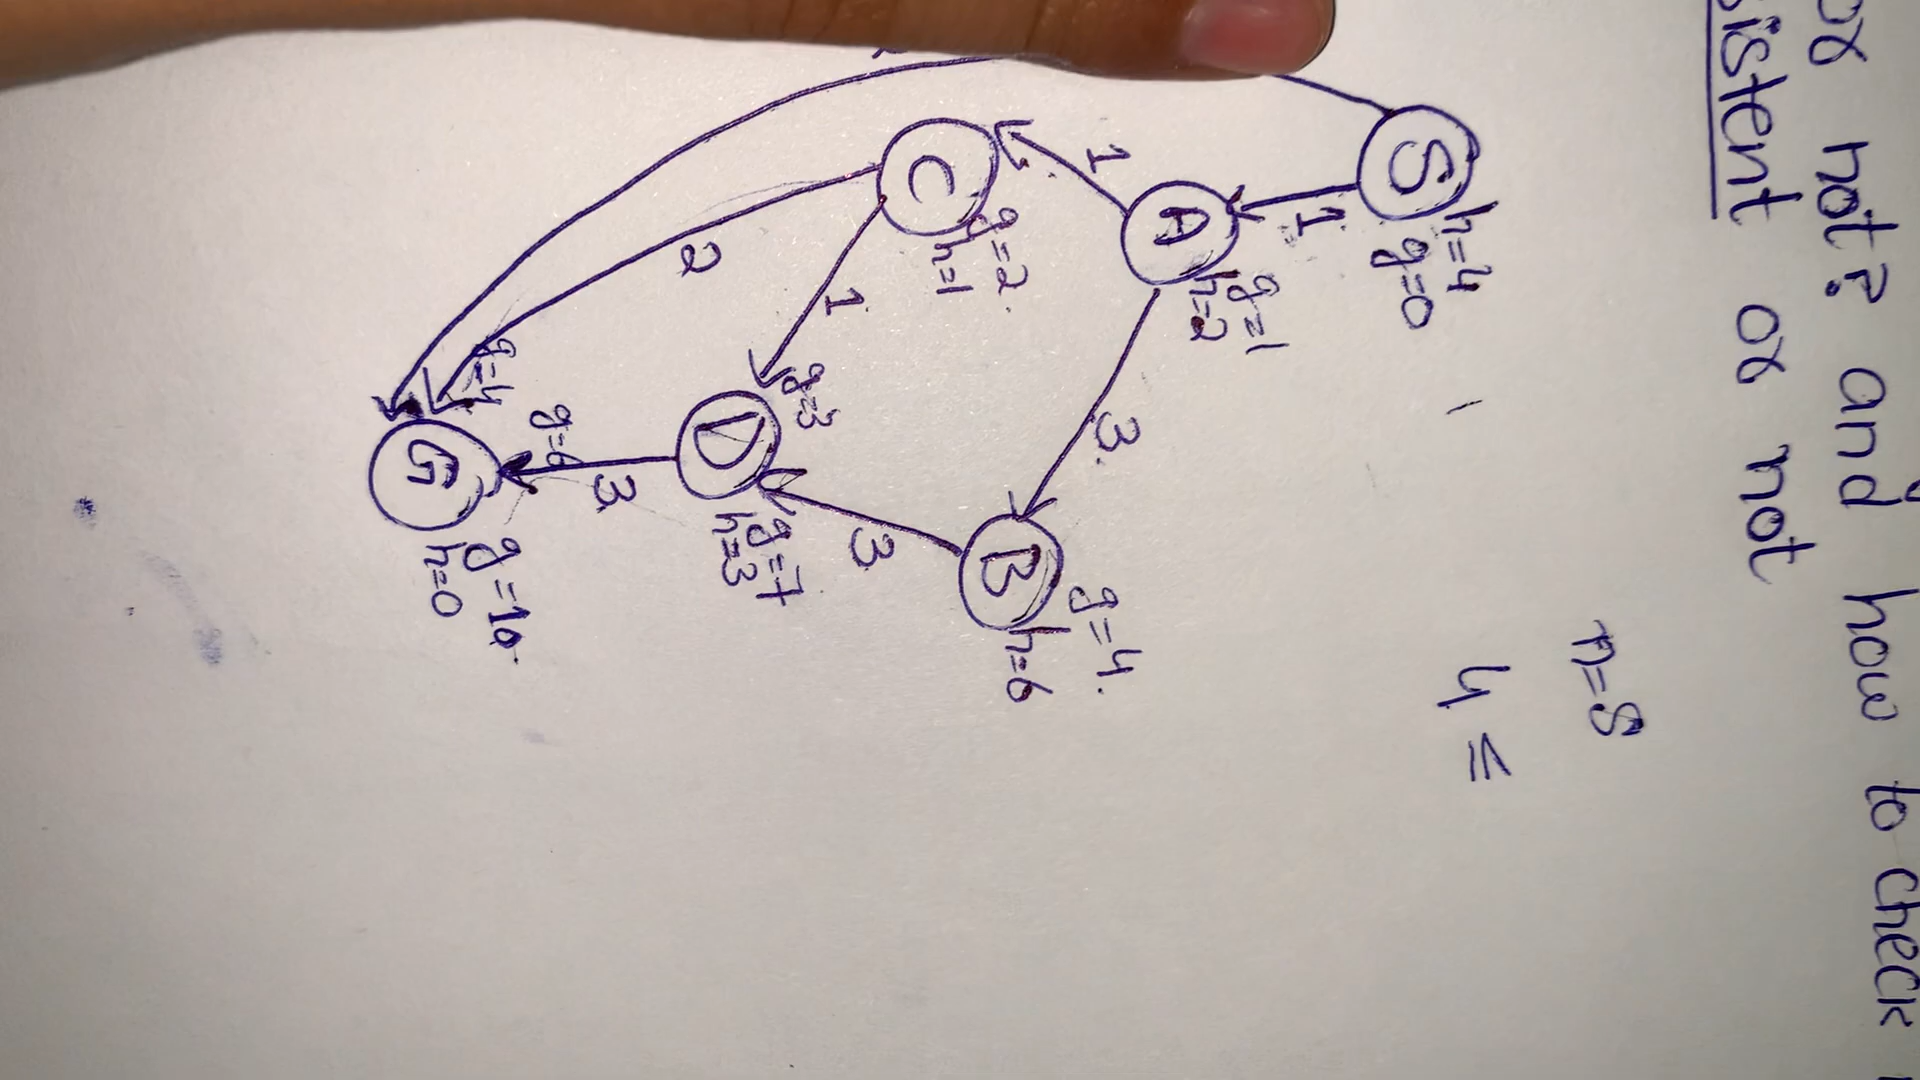 or not? and how to check
sistent or not
n=S
4 ≤
S
h=4
g=0
1
A
g=1
h=2
1
3
C
g=2
h=1
B
g=4
h=6
2
1
3
g=3
D
g=7
h=3
g=4
g=6
3
G
g=10
h=0